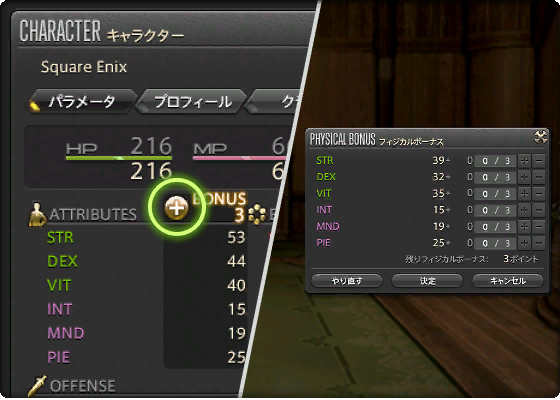 CHARACTER キャラクター
Square Enix
パラメータ プロフィール ク
HP 216 MP 6
216 6
BONUS
ATTRIBUTES 3
STR 53
DEX 44
VIT 40
INT 15
MND 19
PIE 25
OFFENSE
PHYSICAL BONUS フィジカルボーナス
STR 39+ 0 0 / 3 + -
DEX 32+ 0 0 / 3 + -
VIT 35+ 0 0 / 3 + -
INT 15+ 0 0 / 3 + -
MND 19+ 0 0 / 3 + -
PIE 25+ 0 0 / 3 + -
残りフィジカルボーナス: 3ポイント
やり直す 決定 キャンセル